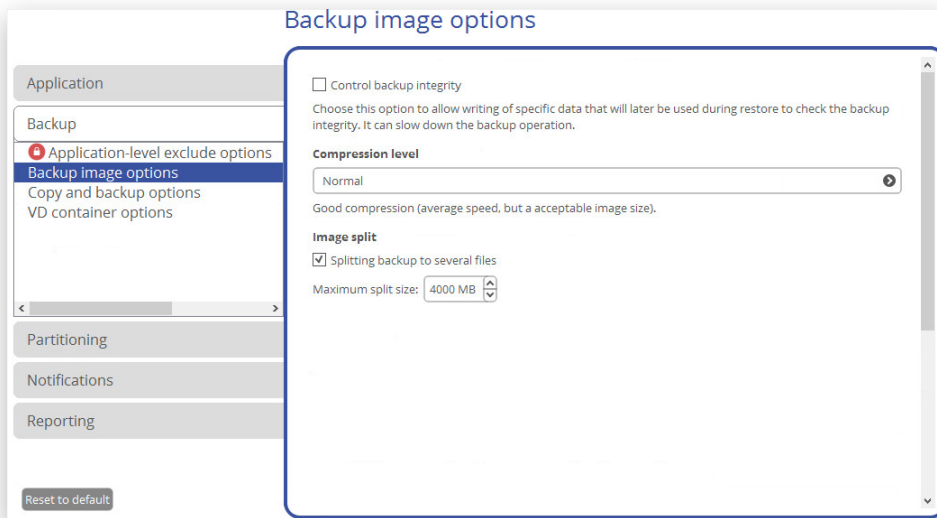 Backup image options
Application
Backup
Application-level exclude options
Backup image options
Copy and backup options
VD container options
Partitioning
Notifications
Reporting
Reset to default
Control backup integrity
Choose this option to allow writing of specific data that will later be used during restore to check the backup
integrity. It can slow down the backup operation.
Compression level
Normal
Good compression (average speed, but a acceptable image size).
Image split
Splitting backup to several files
Maximum split size: 4000 MB